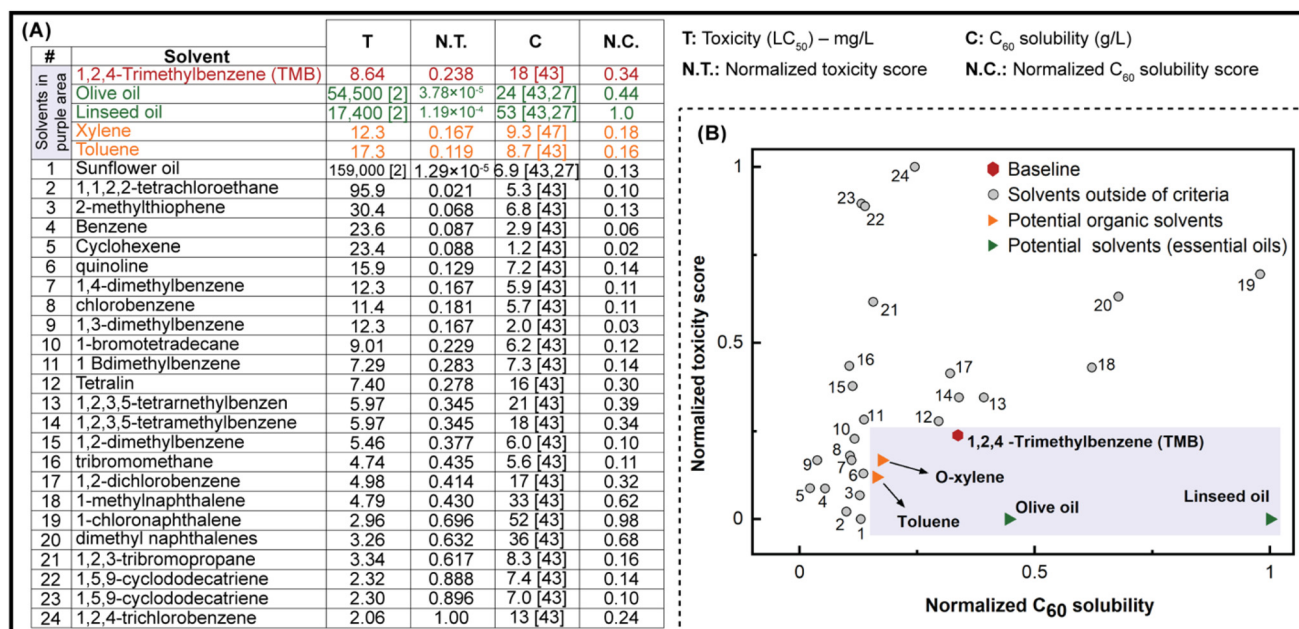 (A)
T N.T. C N.C.
# Solvent
Solvents in
purple area
1,2,4-Trimethylbenzene (TMB) 8.64 0.238 18 [43] 0.34
Olive oil 54,500 [2] 3.78×10-5 24 [43,27] 0.44
Linseed oil 17,400 [2] 1.19×10-4 53 [43,27] 1.0
Xylene 12.3 0.167 9.3 [47] 0.18
Toluene 17.3 0.119 8.7 [43] 0.16
1 Sunflower oil 159,000 [2] 1.29×10-5 6.9 [43,27] 0.13
2 1,1,2,2-tetrachloroethane 95.9 0.021 5.3 [43] 0.10
3 2-methylthiophene 30.4 0.068 6.8 [43] 0.13
4 Benzene 23.6 0.087 2.9 [43] 0.06
5 Cyclohexene 23.4 0.088 1.2 [43] 0.02
6 quinoline 15.9 0.129 7.2 [43] 0.14
7 1,4-dimethylbenzene 12.3 0.167 5.9 [43] 0.11
8 chlorobenzene 11.4 0.181 5.7 [43] 0.11
9 1,3-dimethylbenzene 12.3 0.167 2.0 [43] 0.03
10 1-bromotetradecane 9.01 0.229 6.2 [43] 0.12
11 1 Bdimethylbenzene 7.29 0.283 7.3 [43] 0.14
12 Tetralin 7.40 0.278 16 [43] 0.30
13 1,2,3,5-tetrarnethylbenzen 5.97 0.345 21 [43] 0.39
14 1,2,3,5-tetramethylbenzene 5.97 0.345 18 [43] 0.34
15 1,2-dimethylbenzene 5.46 0.377 6.0 [43] 0.10
16 tribromomethane 4.74 0.435 5.6 [43] 0.11
17 1,2-dichlorobenzene 4.98 0.414 17 [43] 0.32
18 1-methylnaphthalene 4.79 0.430 33 [43] 0.62
19 1-chloronaphthalene 2.96 0.696 52 [43] 0.98
20 dimethyl naphthalenes 3.26 0.632 36 [43] 0.68
21 1,2,3-tribromopropane 3.34 0.617 8.3 [43] 0.16
22 1,5,9-cyclododecatriene 2.32 0.888 7.4 [43] 0.14
23 1,5,9-cyclododecatriene 2.30 0.896 7.0 [43] 0.10
24 1,2,4-trichlorobenzene 2.06 1.00 13 [43] 0.24
T: Toxicity (LC50) – mg/L C: C60 solubility (g/L)
N.T.: Normalized toxicity score N.C.: Normalized C60 solubility score
(B)
Baseline
Solvents outside of criteria
Potential organic solvents
Potential solvents (essential oils)
Normalized toxicity score
1
0.5
0
24
23
22
19
20
21
16
17
18
15
14
13
12
11
10
1,2,4 -Trimethylbenzene (TMB)
8
9
7
O-xylene
6
5
4
3
Toluene
Olive oil
Linseed oil
2
1
0 0.5 1
Normalized C60 solubility